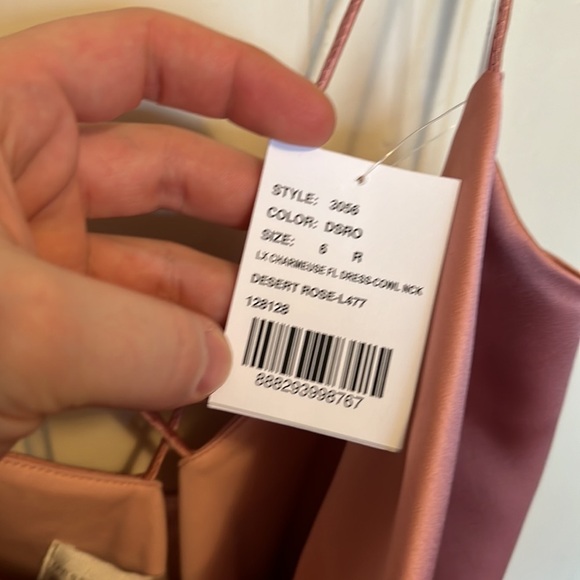 STYLE: 3056
COLOR: DSRO
SIZE: 6 R
LX CHARMEUSE FL DRESS-COWL NCK
DESERT ROSE-L477
128128
888293998767